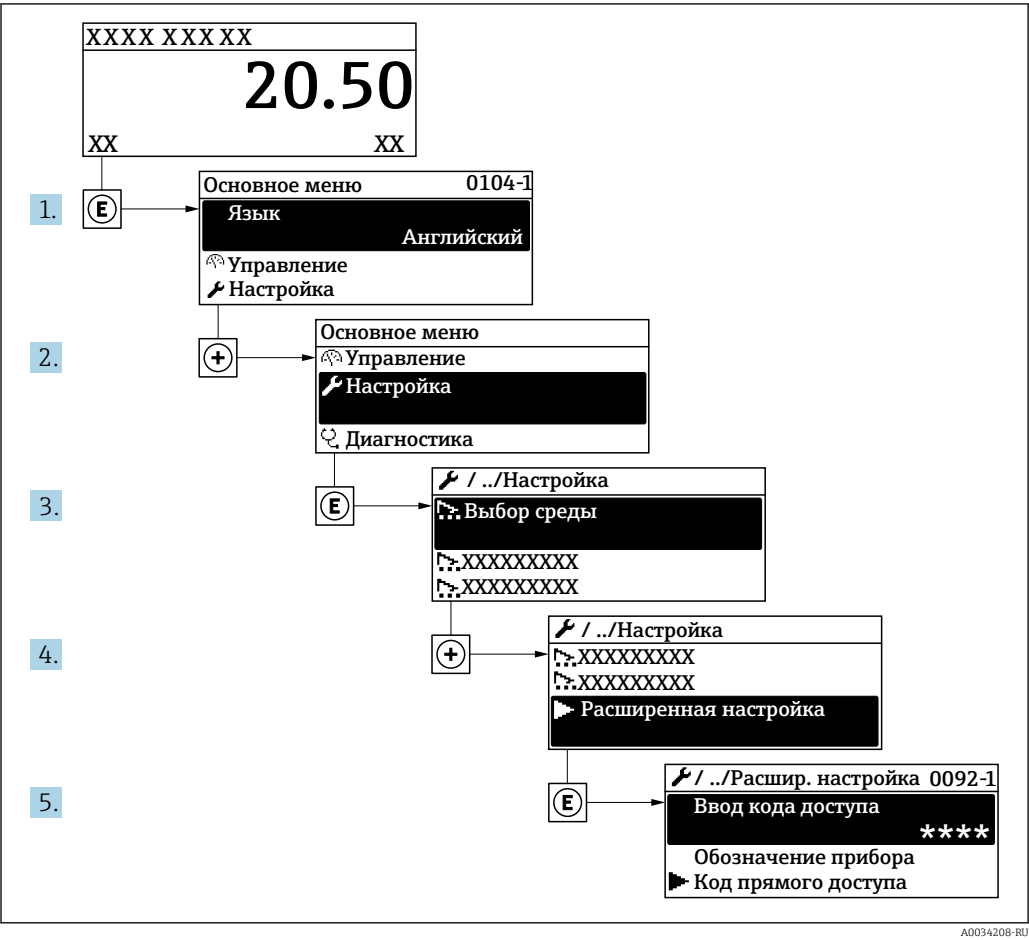 XXXX XXX XX
20.50
XX XX
1. E
Основное меню 0104-1
Язык
Английский
Управление
Настройка
2. +
Основное меню
Управление
Настройка
Диагностика
3. E
/ ../Настройка
Выбор среды
XXXXXXXXX
XXXXXXXXX
4. +
/ ../Настройка
XXXXXXXXX
XXXXXXXXX
Расширенная настройка
5. E
/ ../Расшир. настройка 0092-1
Ввод кода доступа
****
Обозначение прибора
Код прямого доступа
A0034208-RU